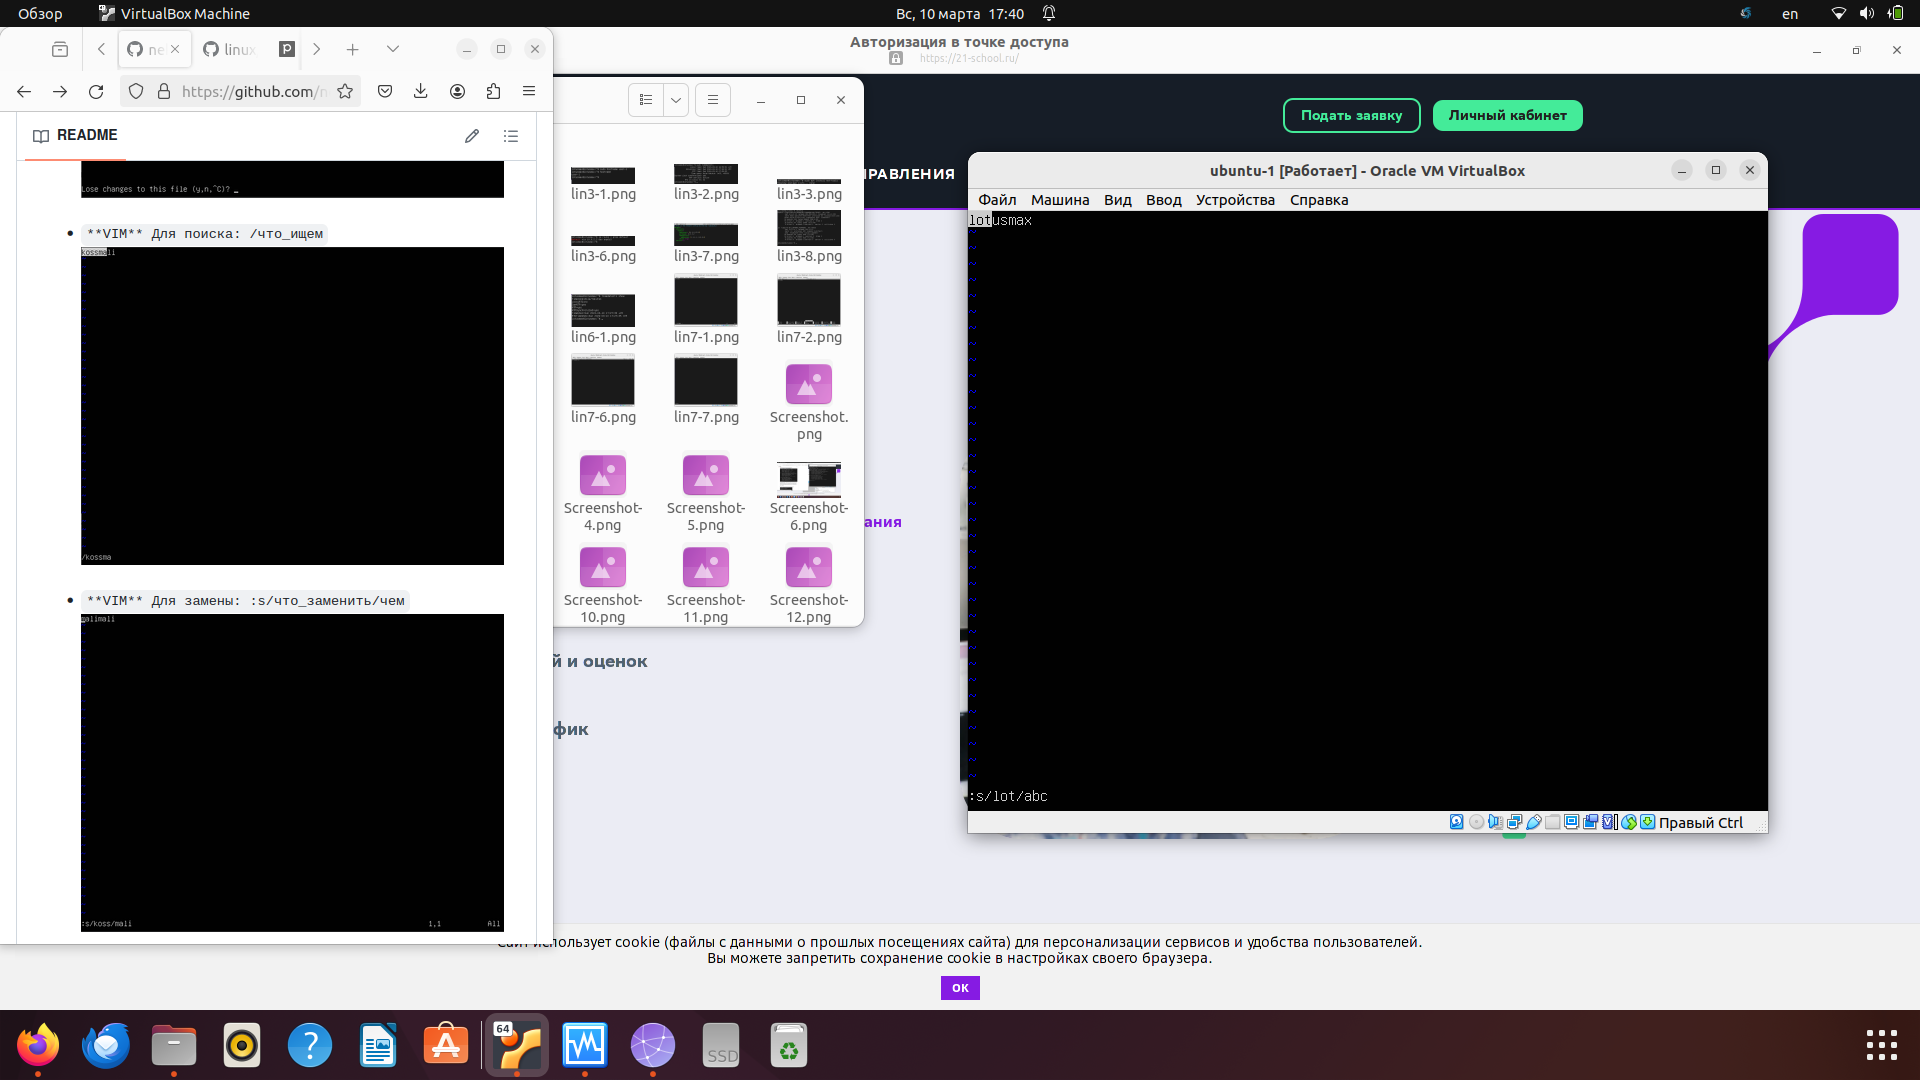 Обзор
VirtualBox Machine
Вс, 10 марта 17:40
en
linux
https://github.com/n
README
Lose changes to this file (y,n,^C)? _
**VIM** Для поиска: /что_ищем
kossmali
/kossma
**VIM** Для замены: :s/что_заменить/чем
malimali
:s/koss/mali
1,1
All
lin3-1.png
lin3-2.png
lin3-3.png
lin3-6.png
lin3-7.png
lin3-8.png
lin6-1.png
lin7-1.png
lin7-2.png
lin7-6.png
lin7-7.png
Screenshot.
png
Screenshot-
4.png
Screenshot-
5.png
Screenshot-
6.png
Screenshot-
10.png
Screenshot-
11.png
Screenshot-
12.png
Авторизация в точке доступа
https://21-school.ru/
Подать заявку
Личный кабинет
РАВЛЕНИЯ
ания
й и оценок
фик
ubuntu-1 [Работает] - Oracle VM VirtualBox
Файл Машина Вид Ввод Устройства Справка
lotusmax
:s/lot/abc
Правый Ctrl
Сайт использует cookie (файлы с данными о прошлых посещениях сайта) для персонализации сервисов и удобства пользователей.
Вы можете запретить сохранение cookie в настройках своего браузера.
ОК
64
SSD